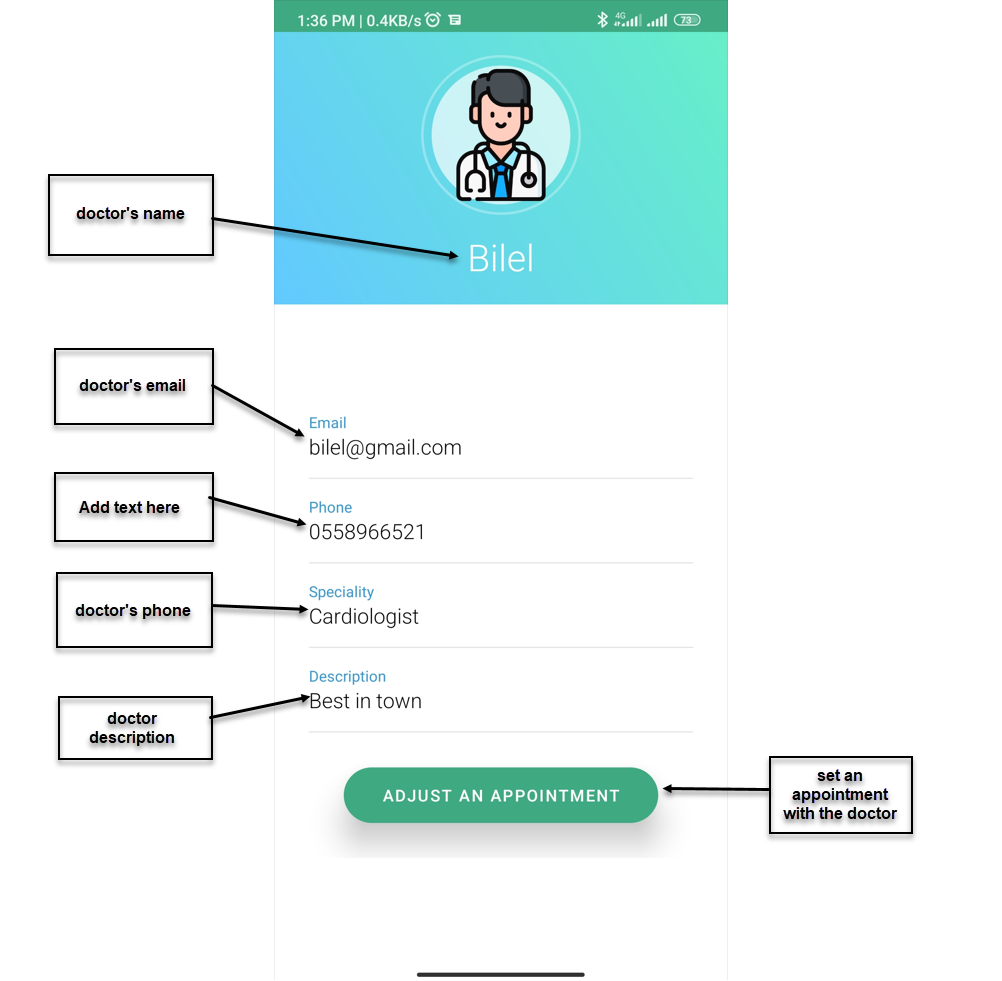 1:36 PM | 0.4KB/s
4G
73
doctor's name
Bilel
doctor's email
Email
bilel@gmail.com
Add text here
Phone
0558966521
doctor's phone
Speciality
Cardiologist
doctor
description
Description
Best in town
ADJUST AN APPOINTMENT
set an
appointment
with the doctor